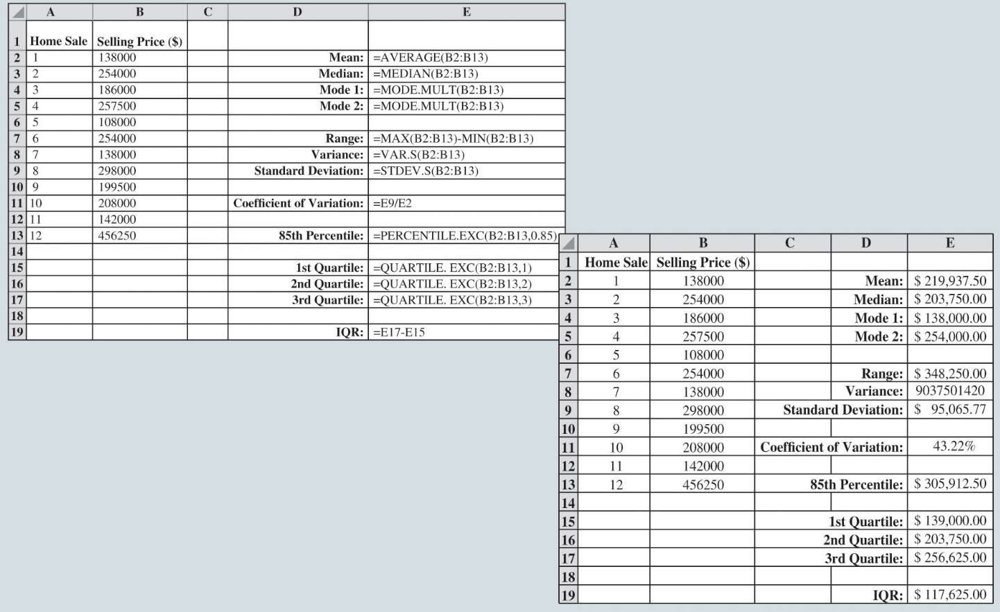 A B C D E
1 Home Sale Selling Price ($)
2 1 138000 Mean: =AVERAGE(B2:B13)
3 2 254000 Median: =MEDIAN(B2:B13)
4 3 186000 Mode 1: =MODE.MULT(B2:B13)
5 4 257500 Mode 2: =MODE.MULT(B2:B13)
6 5 108000
7 6 254000 Range: =MAX(B2:B13)-MIN(B2:B13)
8 7 138000 Variance: =VAR.S(B2:B13)
9 8 298000 Standard Deviation: =STDEV.S(B2:B13)
10 9 199500
11 10 208000 Coefficient of Variation: =E9/E2
12 11 142000
13 12 456250 85th Percentile: =PERCENTILE.EXC(B2:B13,0.85)
14
15 1st Quartile: =QUARTILE. EXC(B2:B13,1)
16 2nd Quartile: =QUARTILE. EXC(B2:B13,2)
17 3rd Quartile: =QUARTILE. EXC(B2:B13,3)
18
19 IQR: =E17-E15
A B C D E
1 Home Sale Selling Price ($)
2 1 138000 Mean: $ 219,937.50
3 2 254000 Median: $ 203,750.00
4 3 186000 Mode 1: $ 138,000.00
5 4 257500 Mode 2: $ 254,000.00
6 5 108000
7 6 254000 Range: $ 348,250.00
8 7 138000 Variance: 9037501420
9 8 298000 Standard Deviation: $ 95,065.77
10 9 199500
11 10 208000 Coefficient of Variation: 43.22%
12 11 142000
13 12 456250 85th Percentile: $ 305,912.50
14
15 1st Quartile: $ 139,000.00
16 2nd Quartile: $ 203,750.00
17 3rd Quartile: $ 256,625.00
18
19 IQR: $ 117,625.00